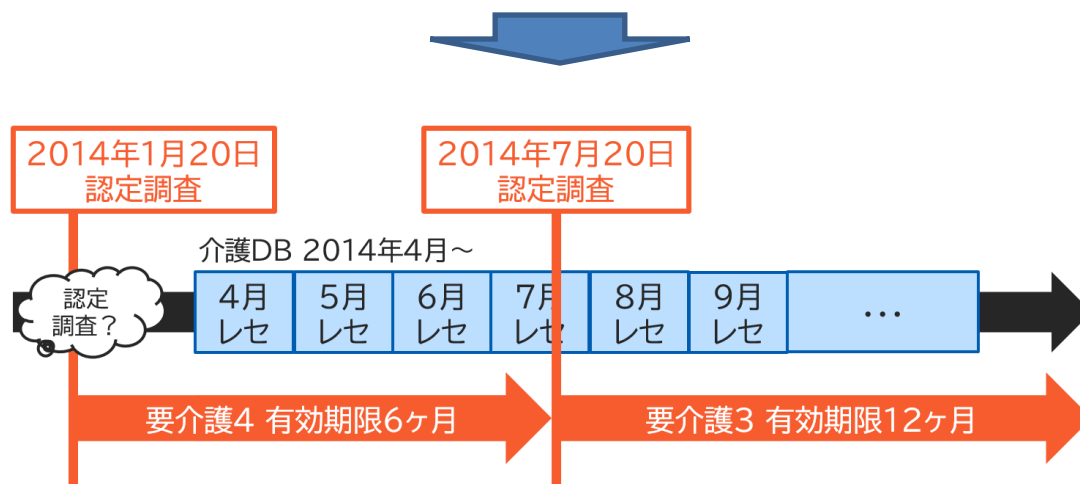 2014年1月20日
認定調査
2014年7月20日
認定調査
介護DB 2014年4月～
認定
調査？
4月
レセ
5月
レセ
6月
レセ
7月
レセ
8月
レセ
9月
レセ
…
要介護4 有効期限6ヶ月
要介護3 有効期限12ヶ月